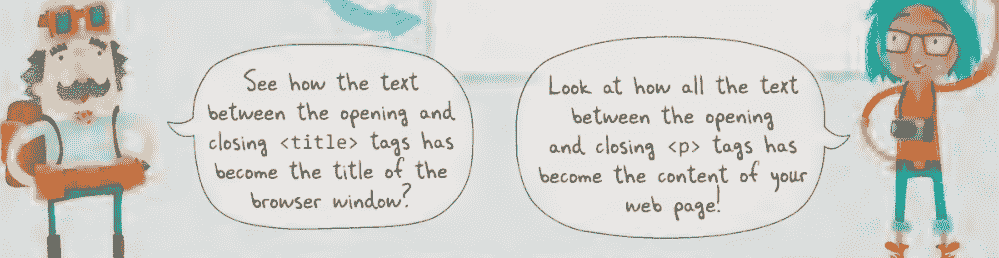 See how the text
between the opening and
closing <title> tags has
become the title of the
browser window?
Look at how all the text
between the opening
and closing <p> tags has
become the content of your
web page!